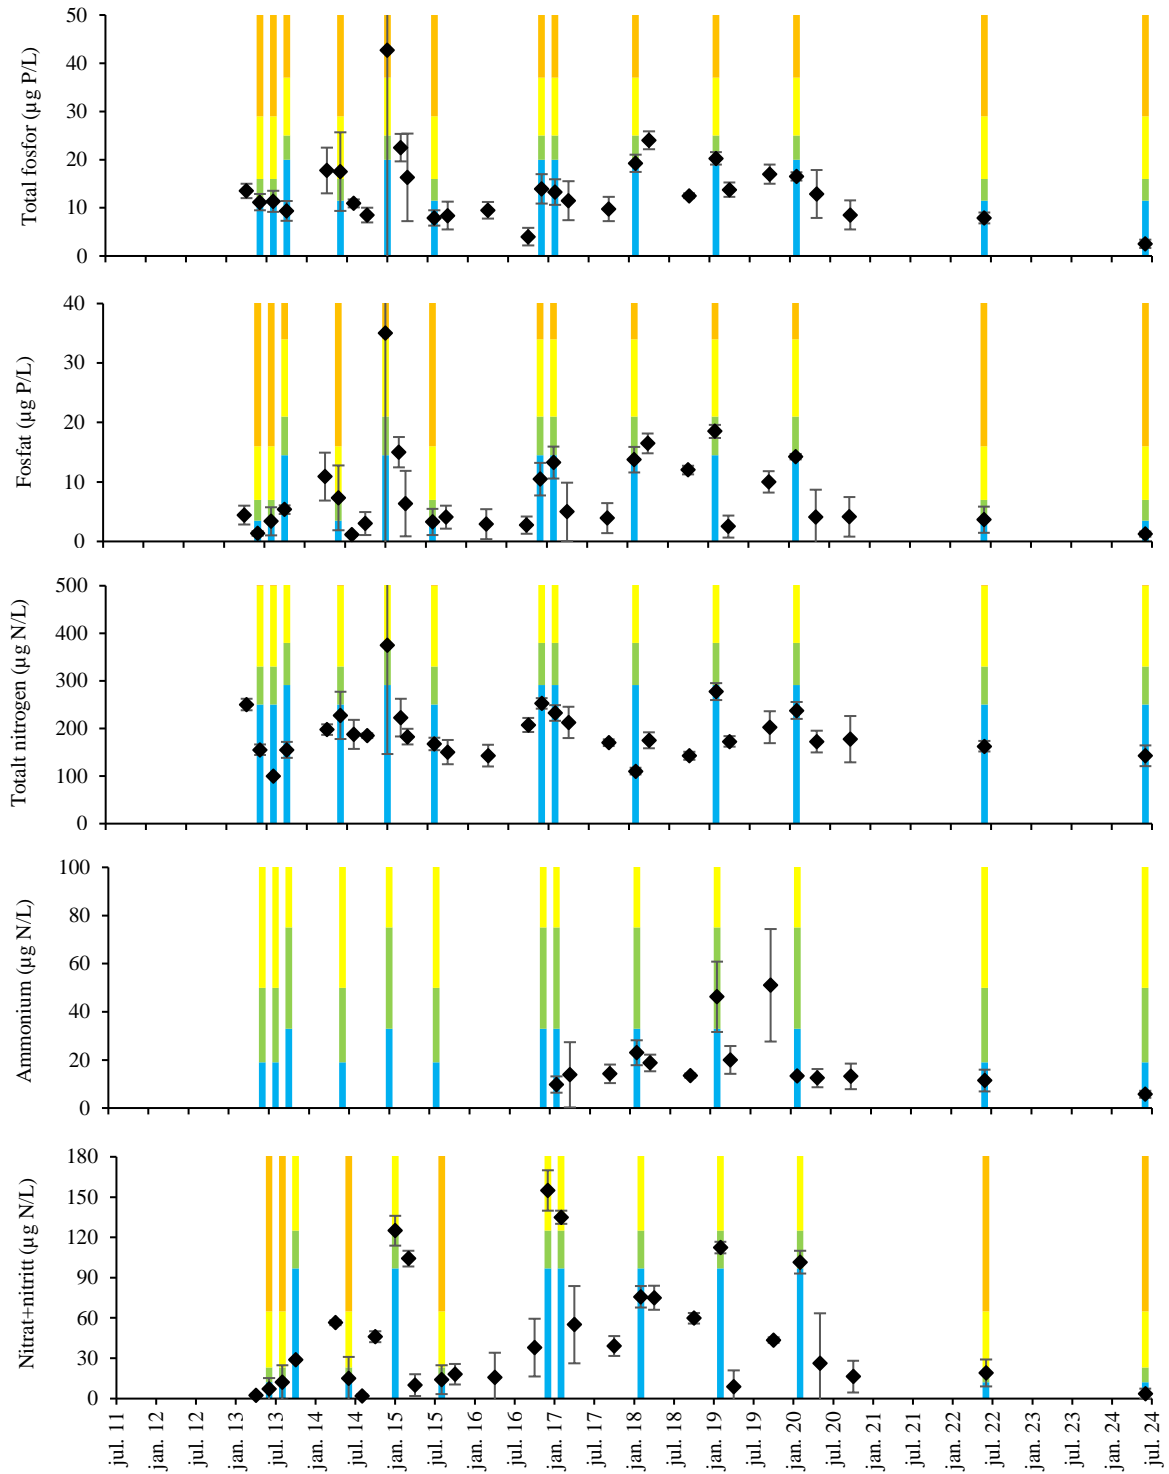 Total fosfor (µg P/L)
50
40
30
20
10
0
Fosfat (µg P/L)
40
30
20
10
0
Totalt nitrogen (µg N/L)
500
400
300
200
100
0
Ammonium (µg N/L)
100
80
60
40
20
0
Nitrat+nitritt (µg N/L)
180
150
120
90
60
30
0
jul. 11
jan. 12
jul. 12
jan. 13
jul. 13
jan. 14
jul. 14
jan. 15
jul. 15
jan. 16
jul. 16
jan. 17
jul. 17
jan. 18
jul. 18
jan. 19
jul. 19
jan. 20
jul. 20
jan. 21
jul. 21
jan. 22
jul. 22
jan. 23
jul. 23
jan. 24
jul. 24